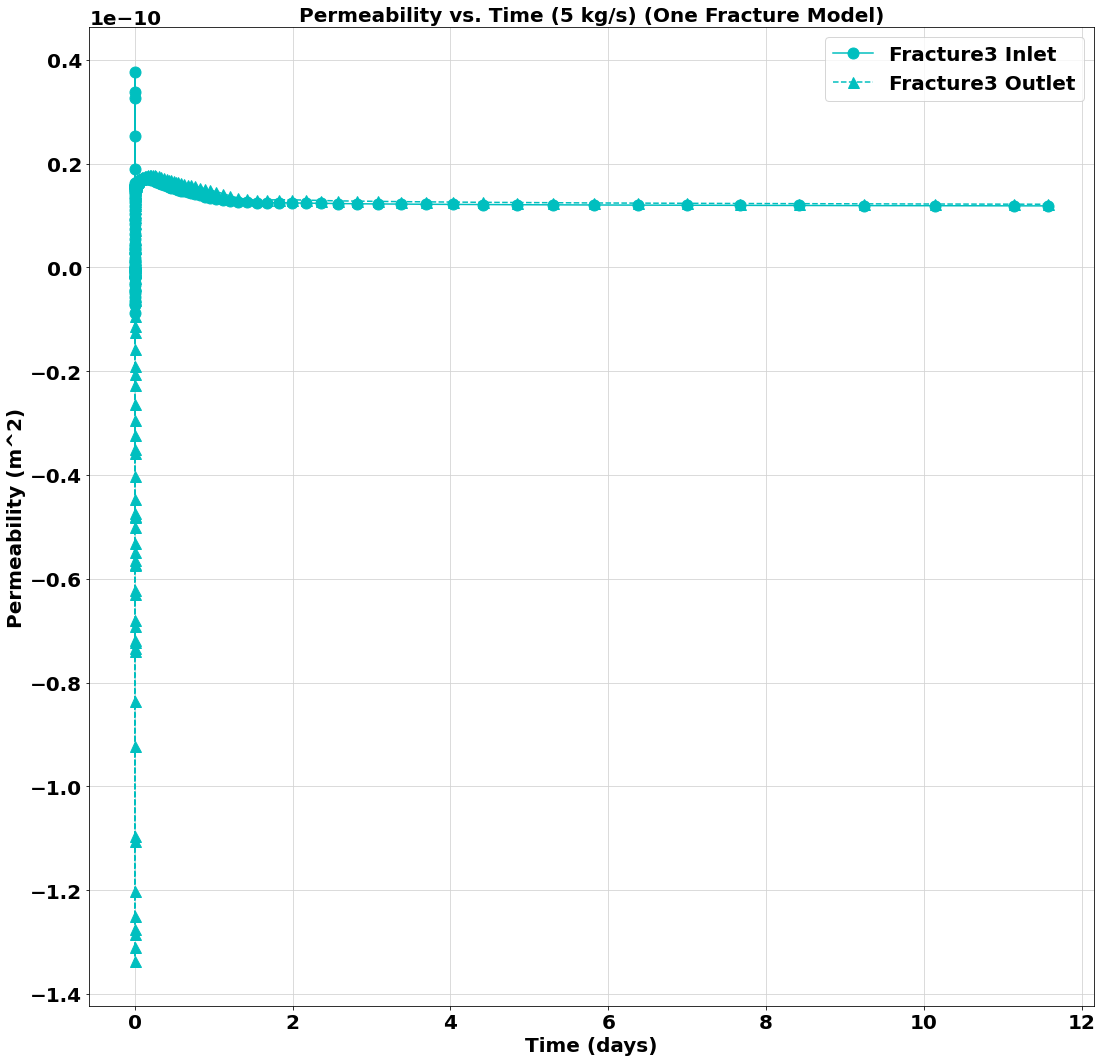 Permeability vs. Time (5 kg/s) (One Fracture Model)
1e−10
Fracture3 Inlet
Fracture3 Outlet
0.4
0.2
0.0
−0.2
−0.4
−0.6
−0.8
−1.0
−1.2
−1.4
Permeability (m^2)
0 2 4 6 8 10 12
Time (days)